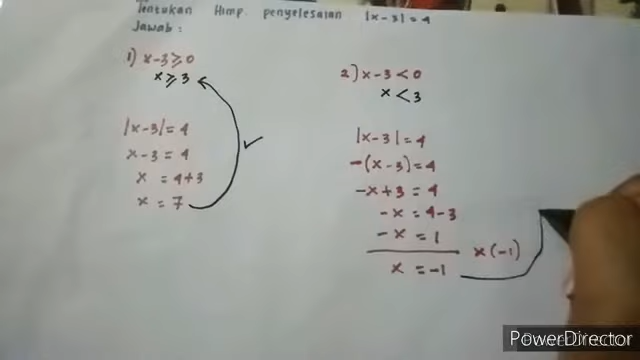 Tentukan Himp. penyelesaian |x-3| = 4
Jawab :
1) x-3 ≥ 0
x ≥ 3
|x-3| = 4
x-3 = 4
x = 4+3
x = 7
2) x-3 < 0
x < 3
|x-3| = 4
-(x-3) = 4
-x+3 = 4
-x = 4-3
-x = 1
x(-1)
x = -1
PowerDirector